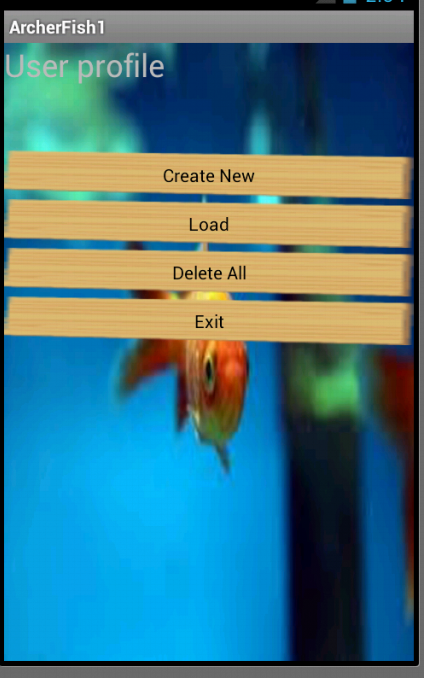 ArcherFish1
User profile
Create New
Load
Delete All
Exit